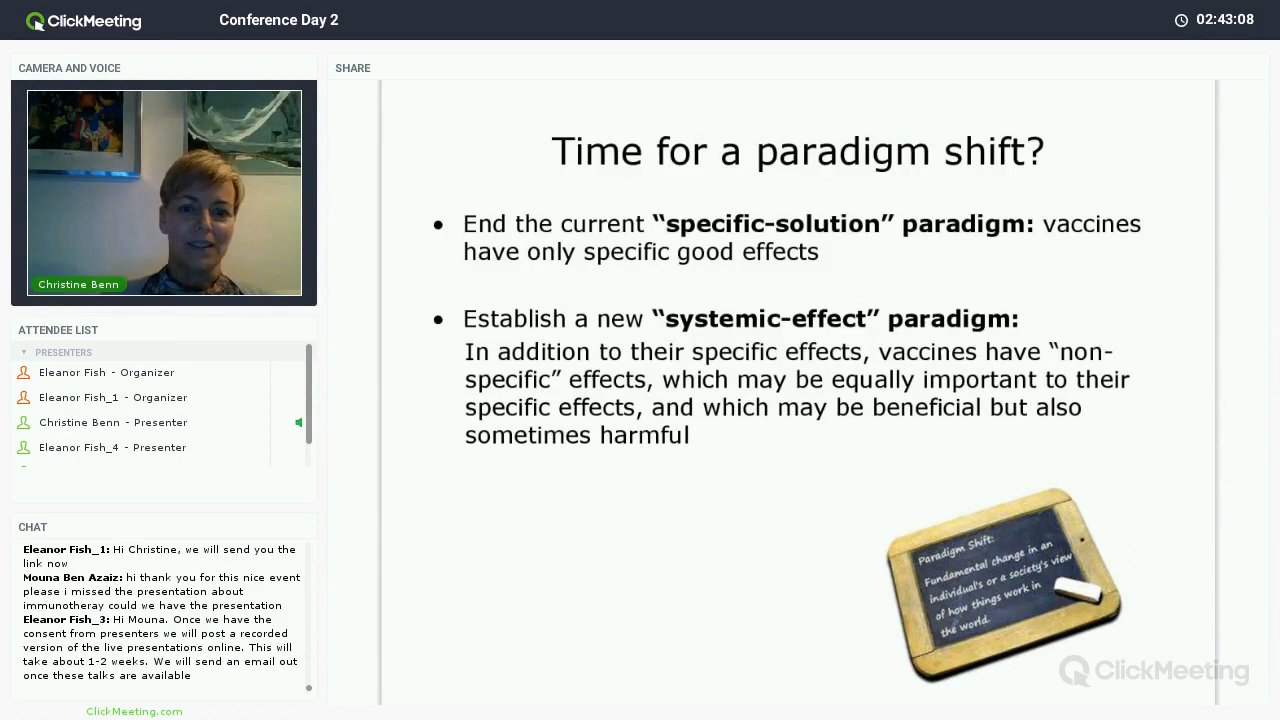 ClickMeeting
Conference Day 2
02:43:08
CAMERA AND VOICE
Christine Benn
ATTENDEE LIST
PRESENTERS
Eleanor Fish - Organizer
Eleanor Fish_1 - Organizer
Christine Benn - Presenter
Eleanor Fish_4 - Presenter
CHAT
Eleanor Fish_1: Hi Christine, we will send you the
link now
Mouna Ben Azaiz: hi thank you for this nice event
please i missed the presentation about
immunotheray could we have the presentation
Eleanor Fish_3: Hi Mouna. Once we have the
consent from presenters we will post a recorded
version of the live presentations online. This will
take about 1-2 weeks. We will send an email out
once these talks are available
ClickMeeting.com
SHARE
Time for a paradigm shift?
• End the current “specific-solution” paradigm: vaccines
have only specific good effects
• Establish a new “systemic-effect” paradigm:
In addition to their specific effects, vaccines have “non-
specific” effects, which may be equally important to their
specific effects, and which may be beneficial but also
sometimes harmful
Paradigm Shift:
Fundamental change in an
individual's or a society's view
of how things work in
the world.
ClickMeeting